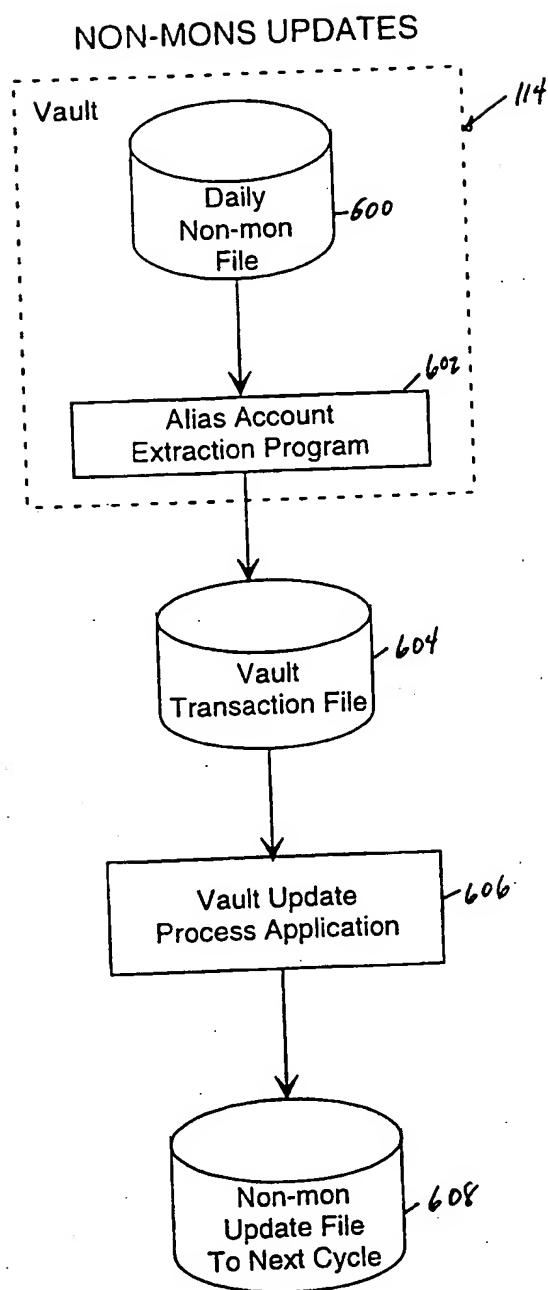 NON-MONS UPDATES
Vault
114
Daily
Non-mon
File
600
602
Alias Account
Extraction Program
Vault
Transaction File
604
Vault Update
Process Application
606
Non-mon
Update File
To Next Cycle
608